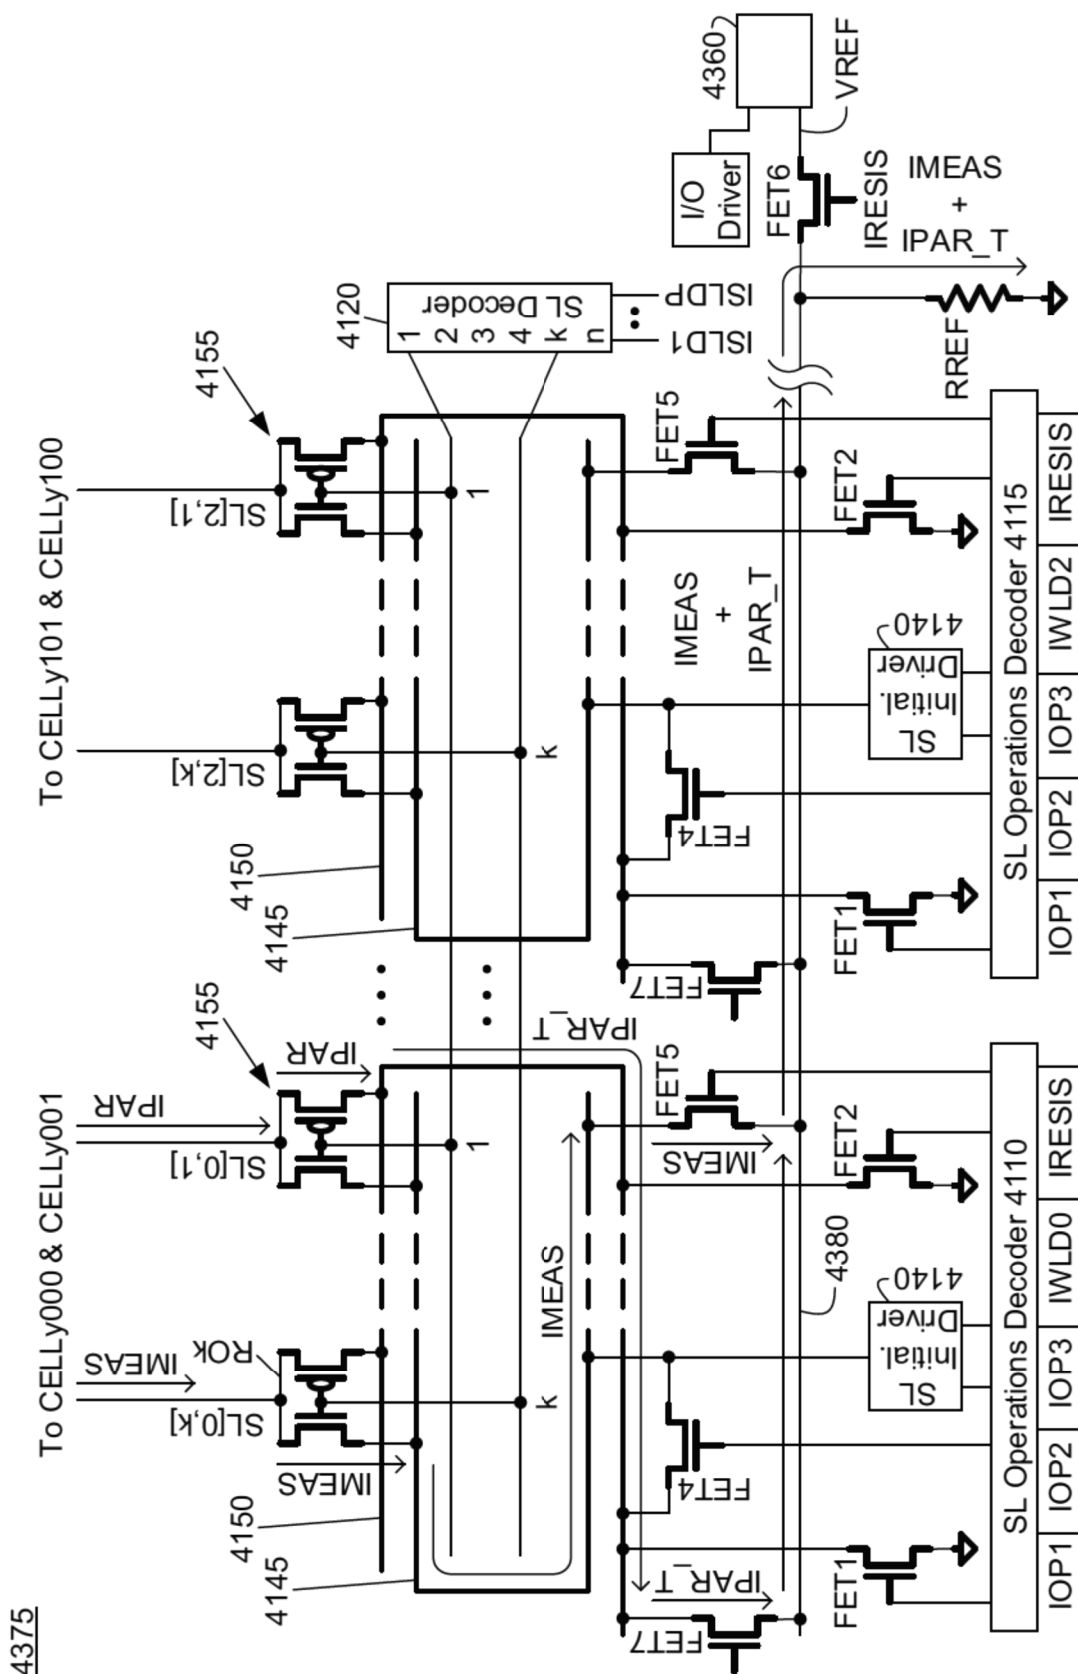 4375
To CELLy000 & CELLy001
To CELLy101 & CELLy100
IMEAS
IPAR
ROk
SL[0,k]
SL[0,1]
SL[2,k]
SL[2,1]
4155
4155
IMEAS
IPAR
4150
4145
4150
4145
4120
SL Decoder
1
2
3
4
k
n
ISLD1
ISLDP
1
k
1
k
IMEAS
IPAR_T
I/O
Driver
4360
VREF
FET7
IPAR_T
FET4
IMEAS
FET5
FET7
FET4
IMEAS
+
IPAR_T
FET5
FET6
IRESIS
IMEAS
+
IPAR_T
RREF
4380
FET1
SL
Initial.
Driver
4140
FET2
FET1
SL
Initial.
Driver
4140
FET2
SL Operations Decoder 4110
SL Operations Decoder 4115
IOP1
IOP2
IOP3
IWLD0
IRESIS
IOP1
IOP2
IOP3
IWLD2
IRESIS